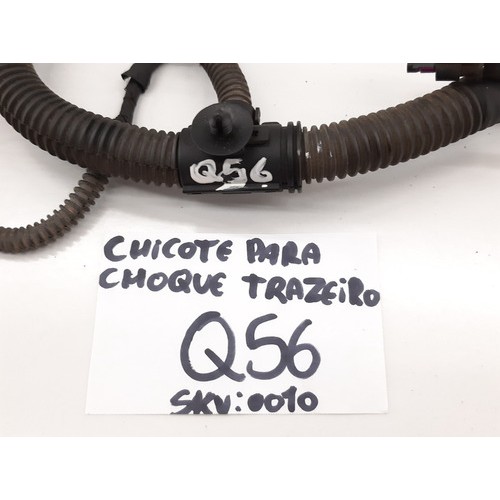 Q56
CHICOTE PARA
CHOQUE TRAZEIRO
Q56
SKU:0010